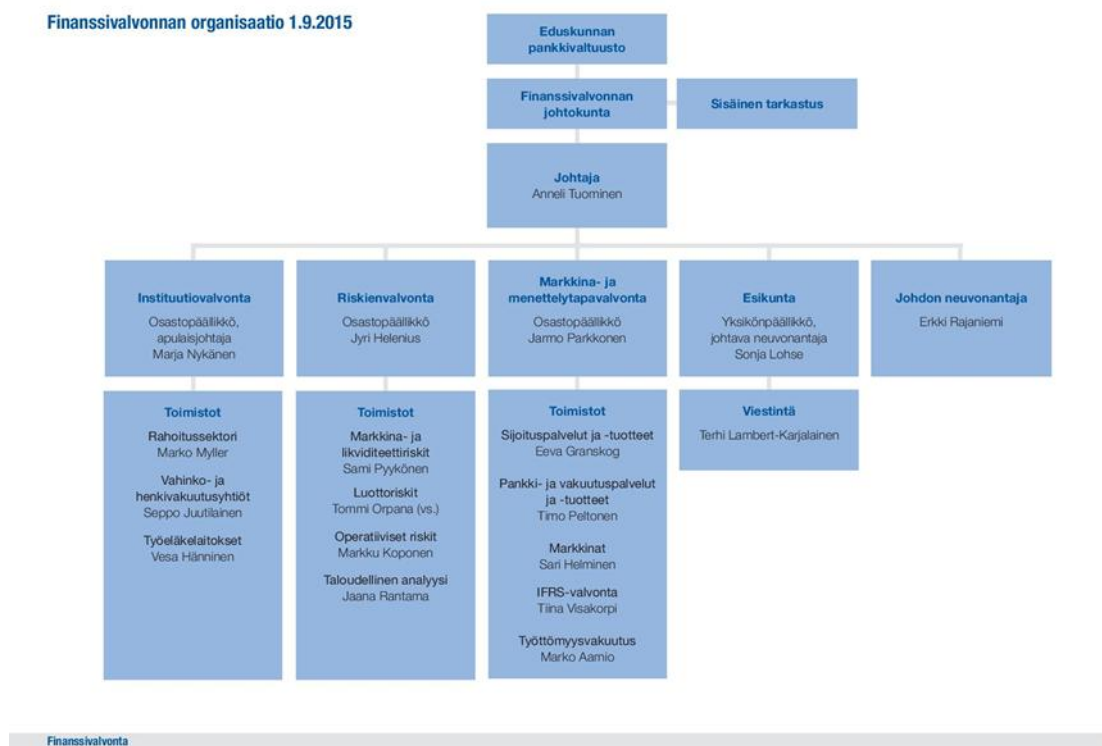 Finanssivalvonnan organisaatio 1.9.2015
Eduskunnan
pankkivaltuusto
Finanssivalvonnan
johtokunta
Sisäinen tarkastus
Johtaja
Anneli Tuominen
Instituutiovalvonta
Osastopäällikkö,
apulaisjohtaja
Marja Nykänen
Riskienvalvonta
Osastopäällikkö
Jyri Helenius
Markkina- ja
menettelytapavalvonta
Osastopäällikkö
Jarmo Parkkonen
Esikunta
Yksikönpäällikkö,
johtava neuvonantaja
Sonja Lohse
Johdon neuvonantaja
Erkki Rajaniemi
Toimistot
Rahoitussektori
Marko Myller
Vahinko- ja
henkivakuutusyhtiöt
Seppo Juutilainen
Työeläkelaitokset
Vesa Hänninen
Toimistot
Markkina- ja
likviditeettiriskit
Sami Pyykönen
Luottoriskit
Tommi Orpana (vs.)
Operatiiviset riskit
Markku Koponen
Taloudellinen analyysi
Jaana Rantama
Toimistot
Sijoituspalvelut ja -tuotteet
Eeva Granskog
Pankki- ja vakuutuspalvelut
ja -tuotteet
Timo Peltonen
Markkinat
Sari Helminen
IFRS-valvonta
Tiina Visakorpi
Työttömyysvakuutus
Marko Aarnio
Viestintä
Terhi Lambert-Karjalainen
Finanssivalvonta